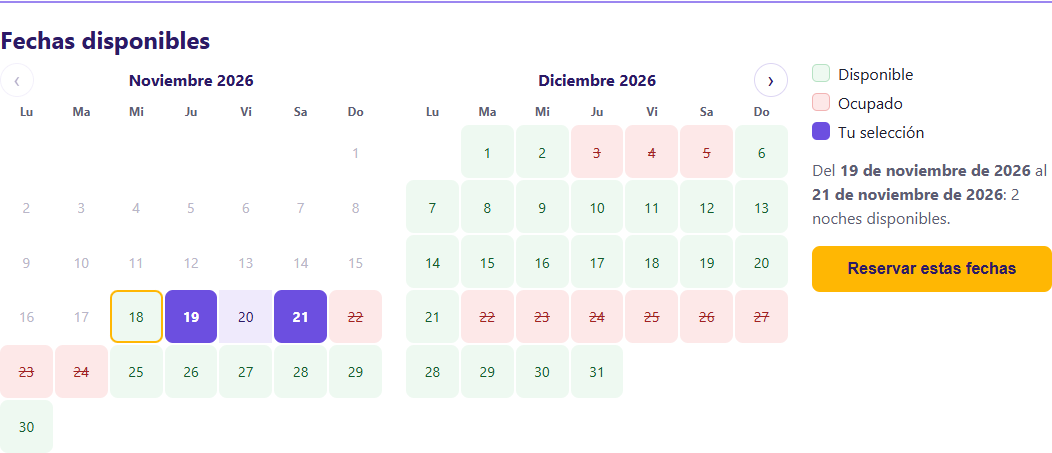 Fechas disponibles
‹ Noviembre 2026 Diciembre 2026 ›
Lu Ma Mi Ju Vi Sa Do Lu Ma Mi Ju Vi Sa Do
1 1 2 3 4 5 6
2 3 4 5 6 7 8 7 8 9 10 11 12 13
9 10 11 12 13 14 15 14 15 16 17 18 19 20
16 17 18 19 20 21 22 21 22 23 24 25 26 27
23 24 25 26 27 28 29 28 29 30 31
30
Disponible
Ocupado
Tu selección
Del 19 de noviembre de 2026 al
21 de noviembre de 2026: 2
noches disponibles.
Reservar estas fechas